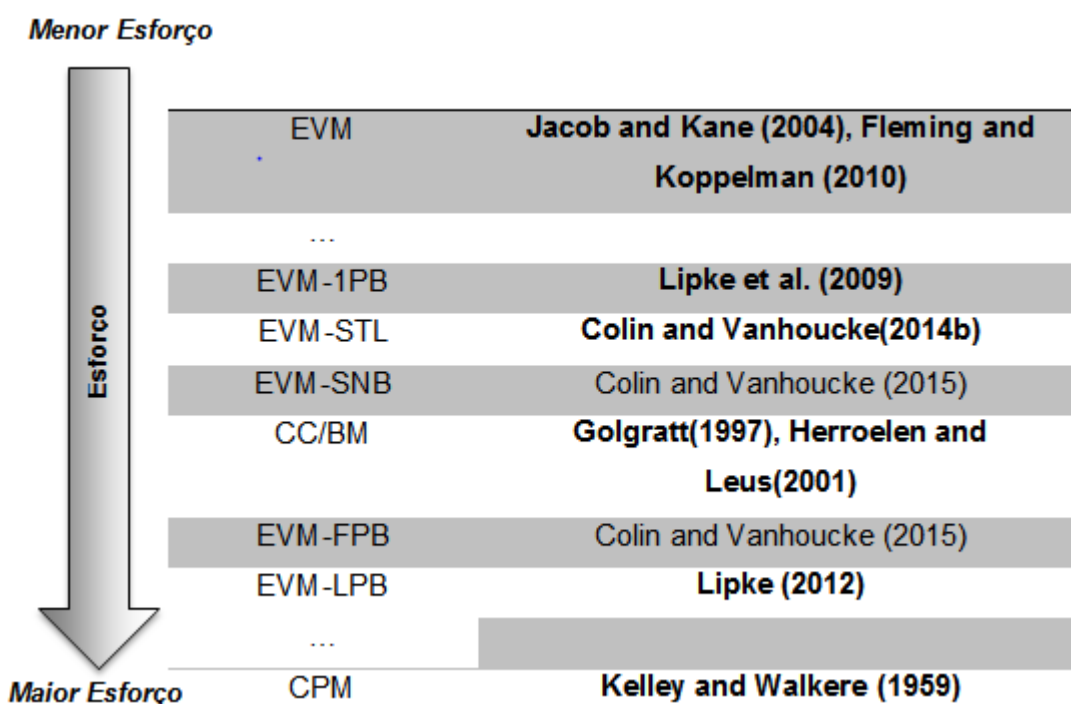 Menor Esforço
Esforço
EVM Jacob and Kane (2004), Fleming and
Koppelman (2010)
...
EVM-1PB Lipke et al. (2009)
EVM-STL Colin and Vanhoucke(2014b)
EVM-SNB Colin and Vanhoucke (2015)
CC/BM Golgratt(1997), Herroelen and
Leus(2001)
EVM-FPB Colin and Vanhoucke (2015)
EVM-LPB Lipke (2012)
...
Maior Esforço CPM Kelley and Walkere (1959)